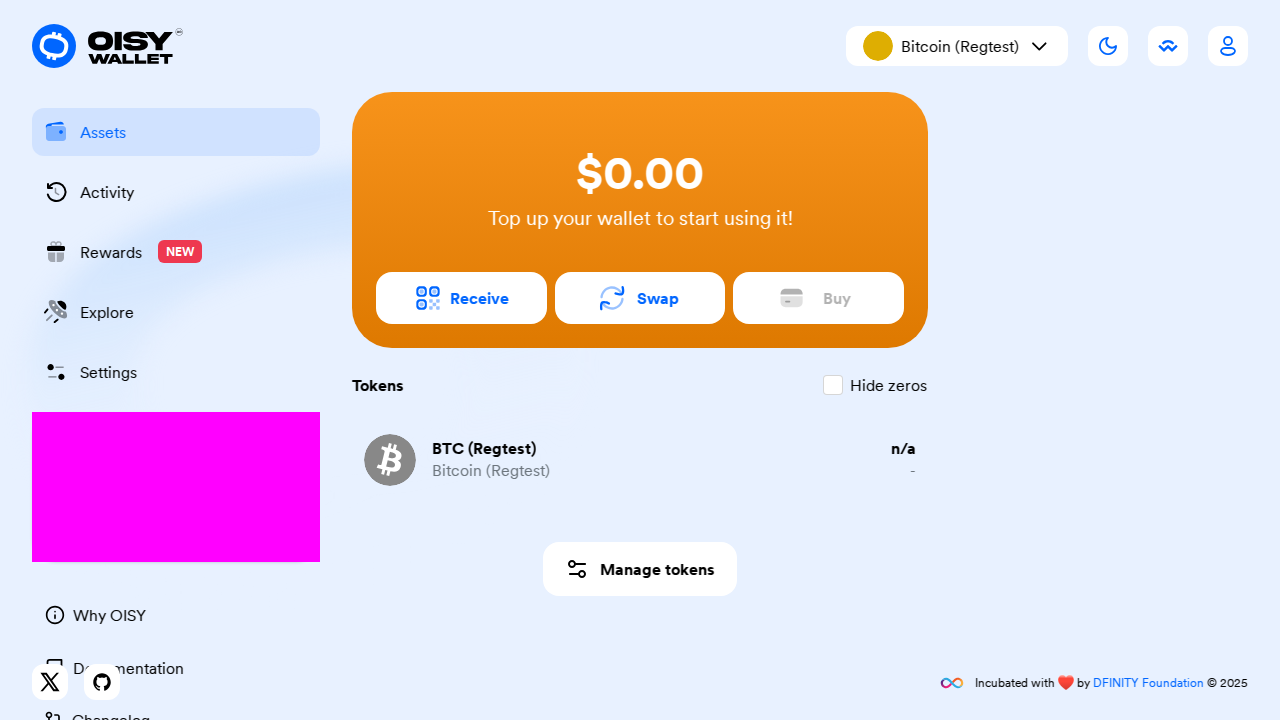 OISY
WALLET
Bitcoin (Regtest)
Assets
Activity
Rewards NEW
Explore
Settings
$0.00
Top up your wallet to start using it!
Receive
Swap
Buy
Tokens
Hide zeros
BTC (Regtest)
n/a
Bitcoin (Regtest)
-
Manage tokens
Why OISY
Documentation
Changelog
Incubated with ❤️ by DFINITY Foundation © 2025